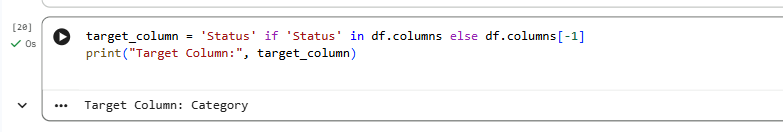 [20]
0s
target_column = 'Status' if 'Status' in df.columns else df.columns[-1]
print("Target Column:", target_column)
Target Column: Category